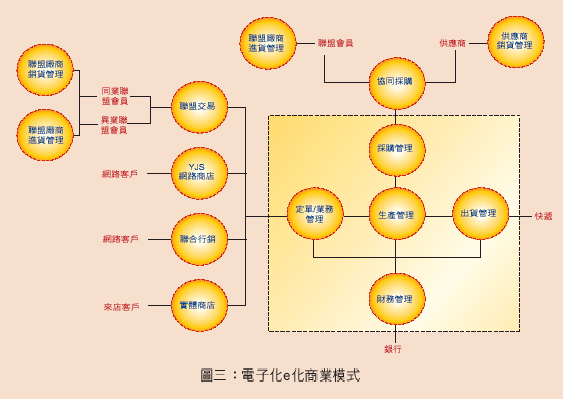 聯盟廠商
進貨管理
聯盟會員
供應商
供應商
銷貨管理
聯盟廠商
銷貨管理
協同採購
同業聯
盟會員
聯盟交易
異業聯
盟會員
聯盟廠商
進貨管理
採購管理
網路客戶
YJS
網路商店
定單/業務
管理
生產管理
出貨管理
快遞
網路客戶
聯合行銷
來店客戶
實體商店
財務管理
銀行
圖三：電子化e化商業模式